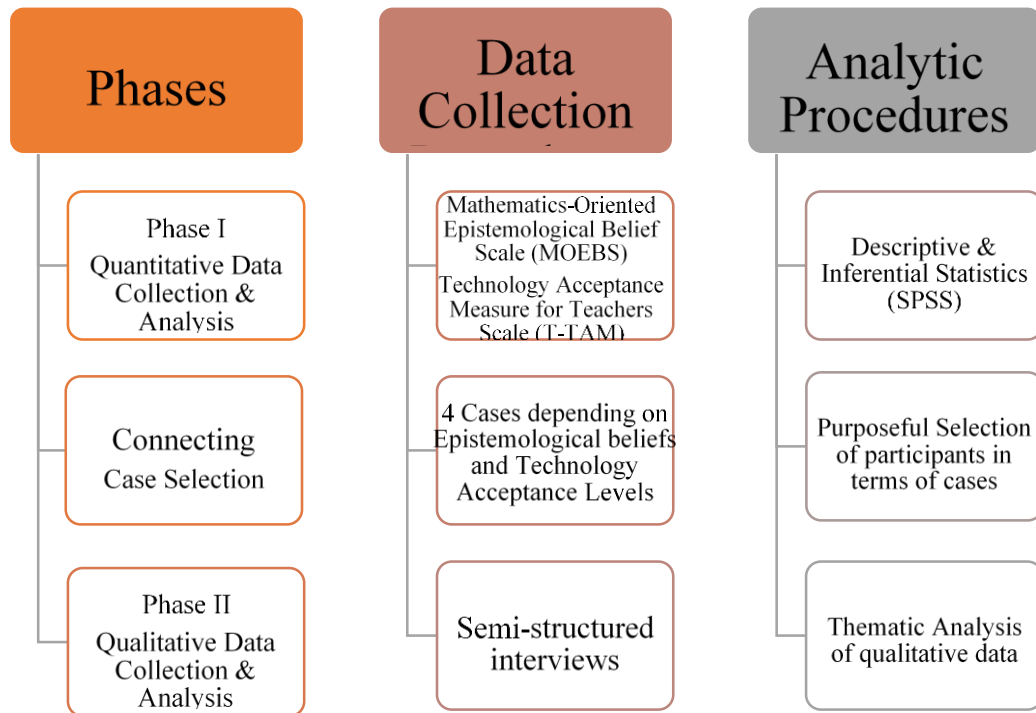 Phases
Phase I
Quantitative Data
Collection &
Analysis
Connecting
Case Selection
Phase II
Qualitative Data
Collection &
Analysis
Data
Collection
Mathematics-Oriented
Epistemological Belief
Scale (MOEBS)
Technology Acceptance
Measure for Teachers
Scale (T-TAM)
4 Cases depending on
Epistemological beliefs
and Technology
Acceptance Levels
Semi-structured
interviews
Analytic
Procedures
Descriptive &
Inferential Statistics
(SPSS)
Purposeful Selection
of participants in
terms of cases
Thematic Analysis
of qualitative data